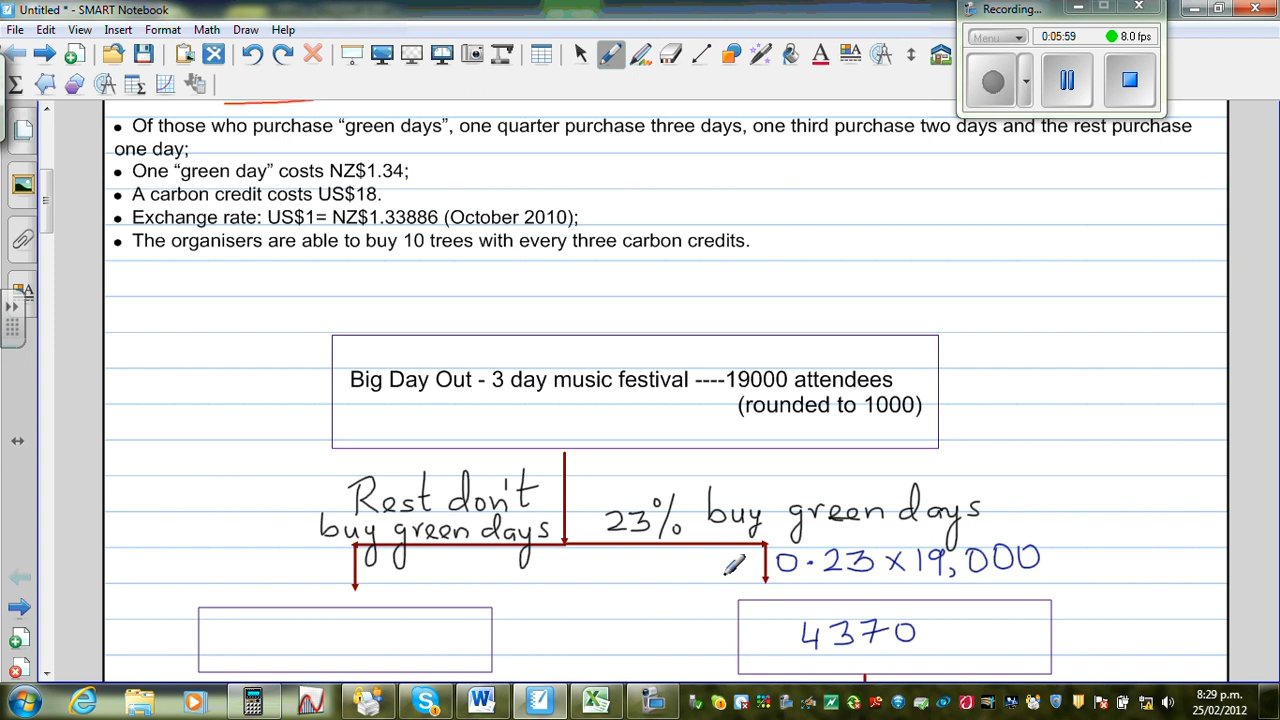 Untitled * - SMART Notebook
Recording...
File Edit View Insert Format Math Draw Help
Menu
0:05:59
8.0 fps
• Of those who purchase “green days”, one quarter purchase three days, one third purchase two days and the rest purchase
one day;
• One “green day” costs NZ$1.34;
• A carbon credit costs US$18.
• Exchange rate: US$1= NZ$1.33886 (October 2010);
• The organisers are able to buy 10 trees with every three carbon credits.
Big Day Out - 3 day music festival ----19000 attendees
(rounded to 1000)
Rest don't
buy green days
23% buy green days
0.23 x 19,000
4370
8:29 p.m.
25/02/2012